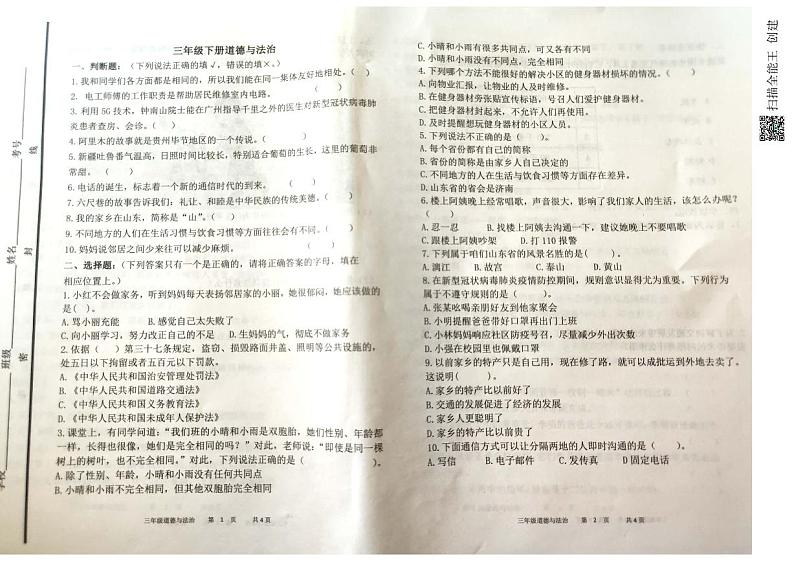 三年级下册道德与法治
一、判断题：（下列说法正确的填√，错误的填×。）
1.我和同学们各方面都是相同的，所以我们能在同一集体友好地相处。（ ）
2. 电工师傅的工作职责是帮助居民维修室内电路。 （ ）
3.利用5G技术，钟南山院士能在广州指导千里之外的医生对新型冠状病毒肺
炎患者查房、会诊。（ ）
4.阿里木的故事就是贵州毕节地区的一个传说。（ ）
5.新疆吐鲁番气温高，日照时间比较长，特别适合葡萄的生长，这里的葡萄非
常甜。（ ）
6.电话的诞生，标志着一个新的通信时代的到来。（ ）
7.六尺巷的故事告诉我们：礼让、和睦是中华民族的传统美德。（ ）
8.我的家乡在山东，简称是“山”。（ ）
9.不同地方的人们在生活习惯与饮食习惯等方面往往会有不同。（ ）
10.妈妈说邻居之间少来往可以减少麻烦。 （ ）
二、选择题：（下列答案只有一个是正确的，请将正确答案的字母，填在
相应位置上。）
1.小红不会做家务，听到妈妈每天表扬邻居家的小丽，她很郁闷，她应该做的
是（ ）。
A.骂小丽充能 B.感觉自己太失败了
C.向小丽学习，努力改正自己的不足 D.生妈妈的气，彻底不做家务
2.依据（ ）第三十七条规定，盗窃、损毁路面井盖、照明等公共设施的，
处五日以下拘留或者五百元以下罚款。
A.《中华人民共和国治安管理处罚法》
B.《中华人民共和国道路交通法》
C.《中华人民共和国义务教育法》
D.《中华人民共和国未成年人保护法》
3.课堂上，有同学问道：“我们班的小晴和小雨是双胞胎，她们性别、年龄都
一样，长得也很像，她们是完全相同的吗？”对此，老师说：“即使是同一棵
树上的树叶，也不完全相同。”对此，下列说法正确的是（ ）。
A.除了性别、年龄，小晴和小雨没有任何共同点
B.小晴和小雨不完全相同，但其他双胞胎完全相同
三年级道德与法治 第 1 页 共4页
C.小晴和小雨有很多共同点，可又各有不同
D.小晴和小雨完全不同
4.下列哪个方法不能很好的解决小区的健身器材损坏的情况。（ ）
A.向物业汇报，让物业的人及时维修。
B.在健身器材旁张贴宣传标语，号召人们爱护健身器材。
C.把健身器材封起来，不允许人们再使用。
D.及时提醒想玩健身器材的小区人员。
5.下列说法不正确的是（ ）。
A.每个省份都有自己的简称
B.省份的简称是由家乡人自己决定的
C.不同地方的人在生活与饮食习惯等方面存在差异。
D.山东省的省会是济南
6.楼上阿姨晚上经常唱歌，声音很大，影响了我们家人的生活，该怎么办呢？
（ ）
A.忍一忍 B.找楼上阿姨去沟通一下，建议她晚上不要唱歌
C.跟楼上阿姨吵架 D.打110报警
7.下列属于咱们山东省的风景名胜的是（ ）。
A.漓江 B.故宫 C.泰山 D.黄山
8.在新型冠状病毒肺炎疫情防控期间，规则意识显得尤为重要。下列行为
属于不遵守规则的是（ ）。
A.张某吆喝亲朋好友到他家聚会
B.小明提醒爸爸带好口罩再出门上班
C.小林妈妈响应社区防疫号召，尽量减少外出次数
D.小强在校园里也佩戴口罩
9.以前家乡的特产只是自己用，现在修了路，就可以成批运到外地去卖了。
这说明（ ）。
A.家乡的特产比以前好了
B.交通的发展促进了经济的发展
C.家乡人更聪明了
D.家乡的特产比以前贵了
10.下面通信方式可以让分隔两地的人即时沟通的是（ ）。
A.写信 B.电子邮件 C.发传真 D 固定电话
三年级道德与法治 第 2 页 共4页
学校 班级 姓名 考号
密 封 线
扫描全能王 创建